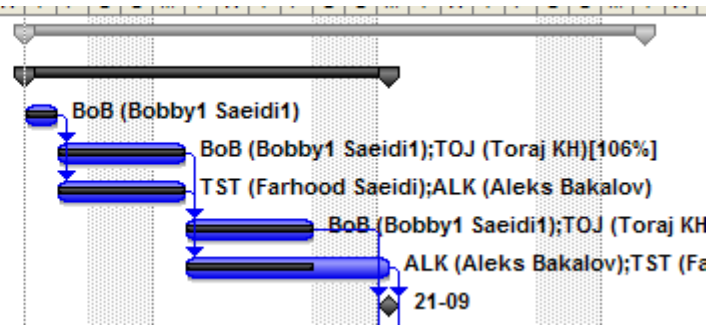 BoB (Bobby1 Saeidi1)
BoB (Bobby1 Saeidi1);TOJ (Toraj KH)[106%]
TST (Farhood Saeidi);ALK (Aleks Bakalov)
BoB (Bobby1 Saeidi1);TOJ (Toraj KH
ALK (Aleks Bakalov);TST (Fa
21-09